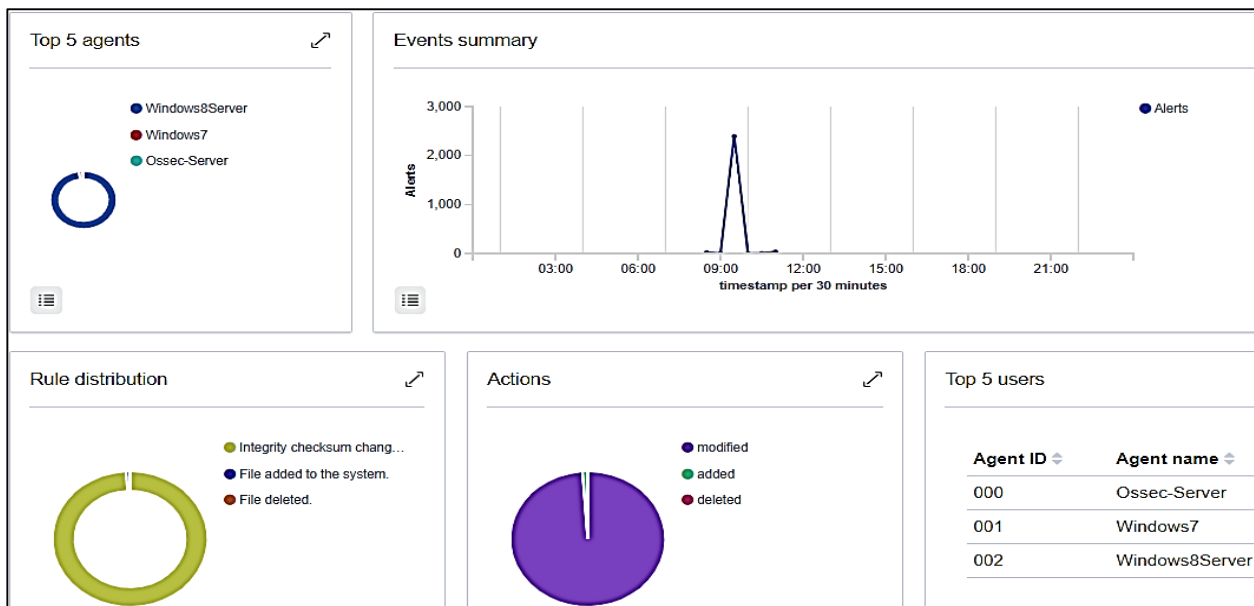 Top 5 agents
Windows8Server
Windows7
Ossec-Server
Events summary
3,000
2,000
1,000
0
Alerts
03:00
06:00
09:00
12:00
15:00
18:00
21:00
timestamp per 30 minutes
Alerts
Rule distribution
Integrity checksum chang...
File added to the system.
File deleted.
Actions
modified
added
deleted
Top 5 users
Agent ID Agent name
000 Ossec-Server
001 Windows7
002 Windows8Server